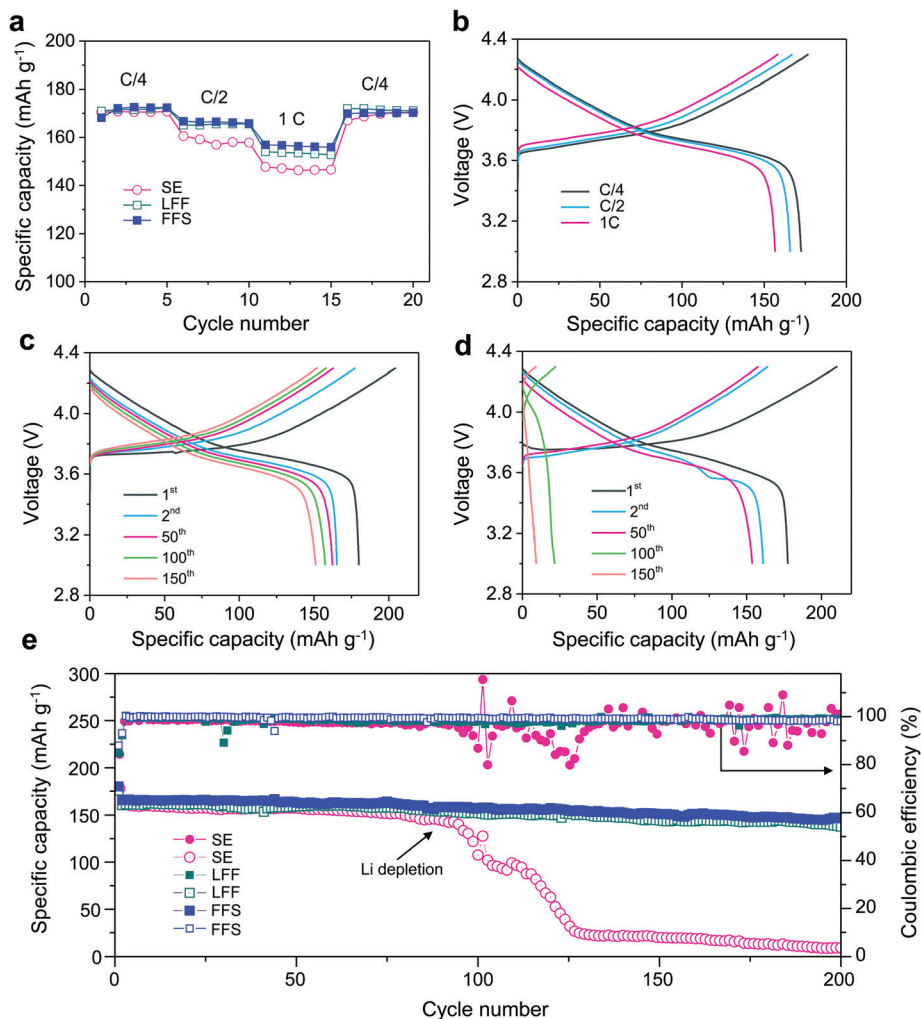 a
Specific capacity (mAh g⁻¹)
200
180
160
140
120
100
C/4
C/2
1 C
C/4
SE
LFF
FFS
0
5
10
15
20
Cycle number
b
Voltage (V)
4.4
4.0
3.6
3.2
2.8
C/4
C/2
1C
0
50
100
150
200
Specific capacity (mAh g⁻¹)
c
Voltage (V)
4.4
4.0
3.6
3.2
2.8
1st
2nd
50th
100th
150th
0
50
100
150
200
Specific capacity (mAh g⁻¹)
d
Voltage (V)
4.4
4.0
3.6
3.2
2.8
1st
2nd
50th
100th
150th
0
50
100
150
200
Specific capacity (mAh g⁻¹)
e
Specific capacity (mAh g⁻¹)
300
250
200
150
100
50
0
Li depletion
SE
SE
LFF
LFF
FFS
FFS
100
80
60
40
20
0
Coulombic efficiency (%)
0
50
100
150
200
Cycle number